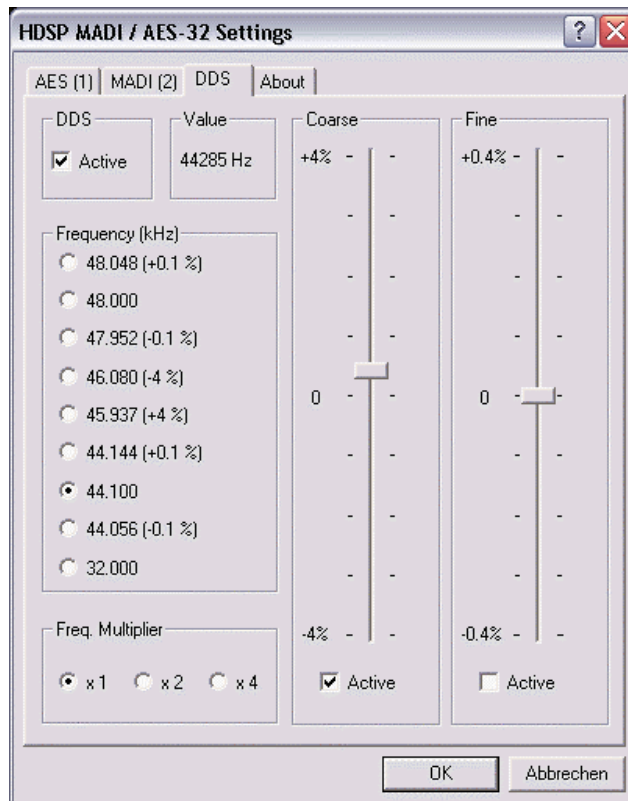 HDSP MADI / AES-32 Settings
AES (1) MADI (2) DDS About
DDS
Active
Value
44285 Hz
Frequency (kHz)
48.048 (+0.1 %)
48.000
47.952 (-0.1 %)
46.080 (-4 %)
45.937 (+4 %)
44.144 (+0.1 %)
44.100
44.056 (-0.1 %)
32.000
Freq. Multiplier
x 1 x 2 x 4
Coarse
+4%
0
-4%
Active
Fine
+0.4%
0
-0.4%
Active
OK Abbrechen